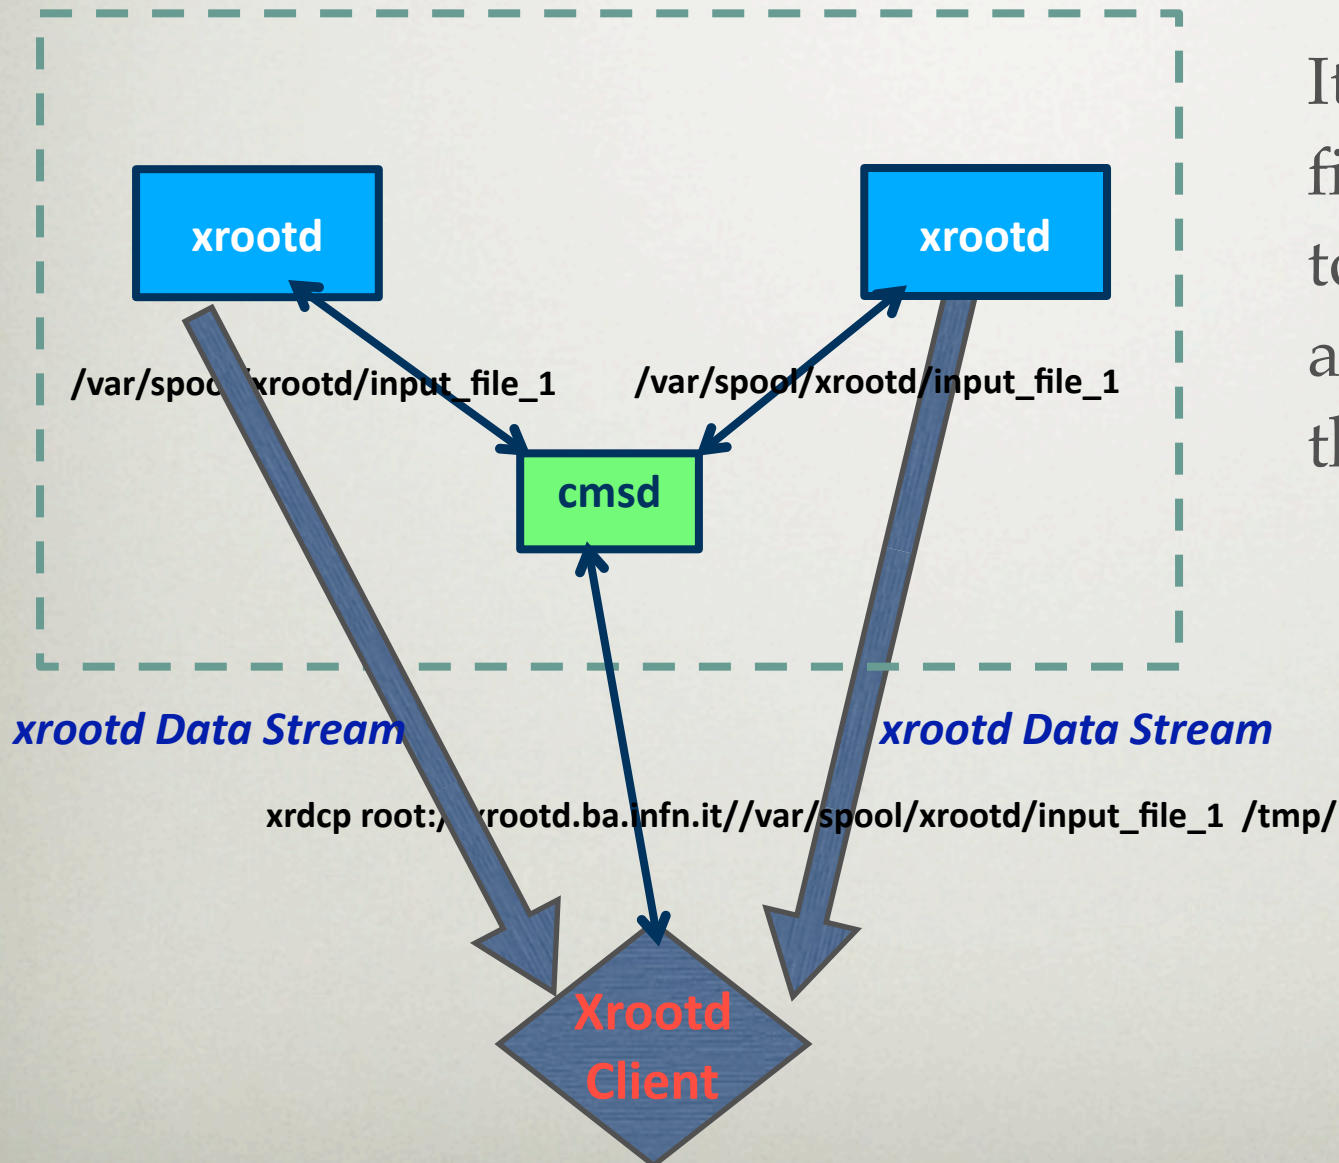 xrootd
xrootd
/var/spool/xrootd/input_file_1
/var/spool/xrootd/input_file_1
cmsd
xrootd Data Stream
xrootd Data Stream
xrdcp root://xrootd.ba.infn.it//var/spool/xrootd/input_file_1 /tmp/
Xrootd
Client